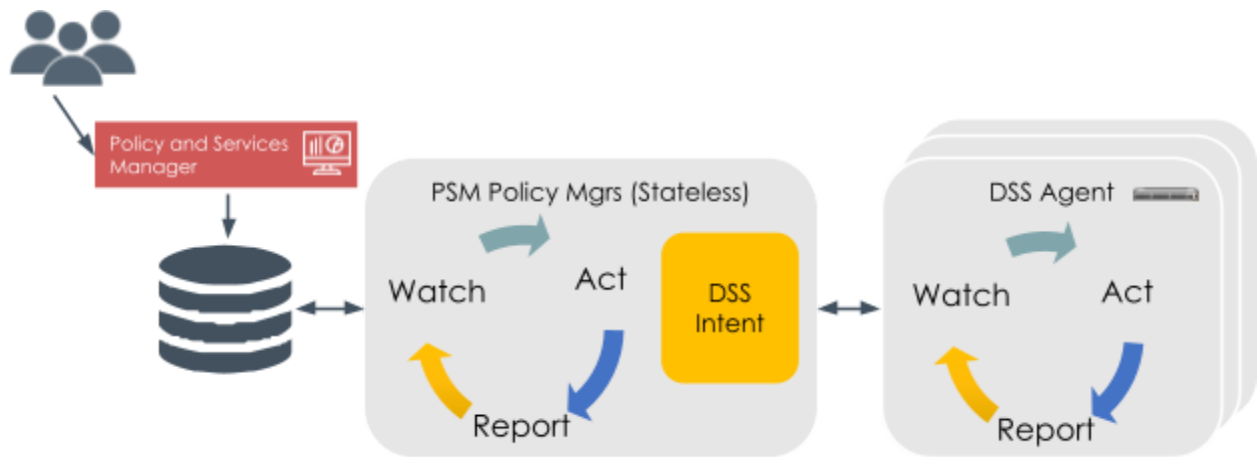 Policy and Services
Manager
PSM Policy Mgrs (Stateless)
Watch
Act
Report
DSS
Intent
DSS Agent
Watch
Act
Report